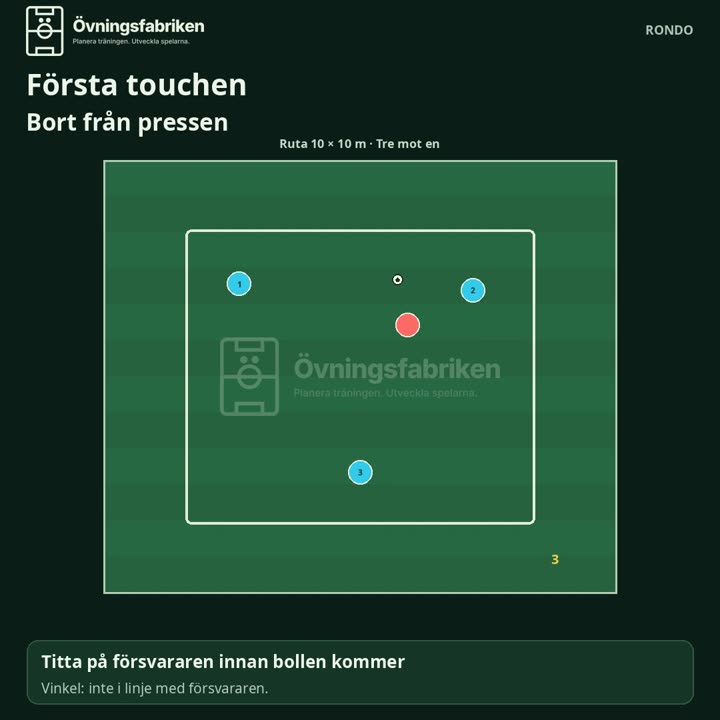 Övningsfabriken
Planera träningen. Utveckla spelarna.
RONDO
Första touchen
Bort från pressen
Ruta 10 × 10 m · Tre mot en
1
2
Övningsfabriken
Planera träningen. Utveckla spelarna.
3
3
Titta på försvararen innan bollen kommer
Vinkel: inte i linje med försvararen.